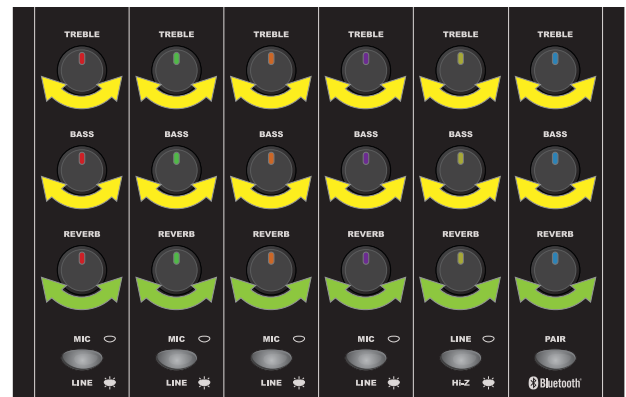 TREBLE TREBLE TREBLE TREBLE TREBLE TREBLE
BASS BASS BASS BASS BASS BASS
REVERB REVERB REVERB REVERB REVERB REVERB
MIC MIC MIC MIC LINE PAIR
LINE LINE LINE LINE Hi-Z Bluetooth